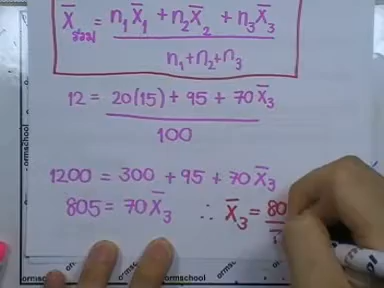 X̄รวม = n₁X̄₁ + n₂X̄₂ + n₃X̄₃
n₁+n₂+n₃
12 = 20(15) + 95 + 70X̄₃
100
1200 = 300 + 95 + 70X̄₃
805 = 70X̄₃ ∴ X̄₃ = 80